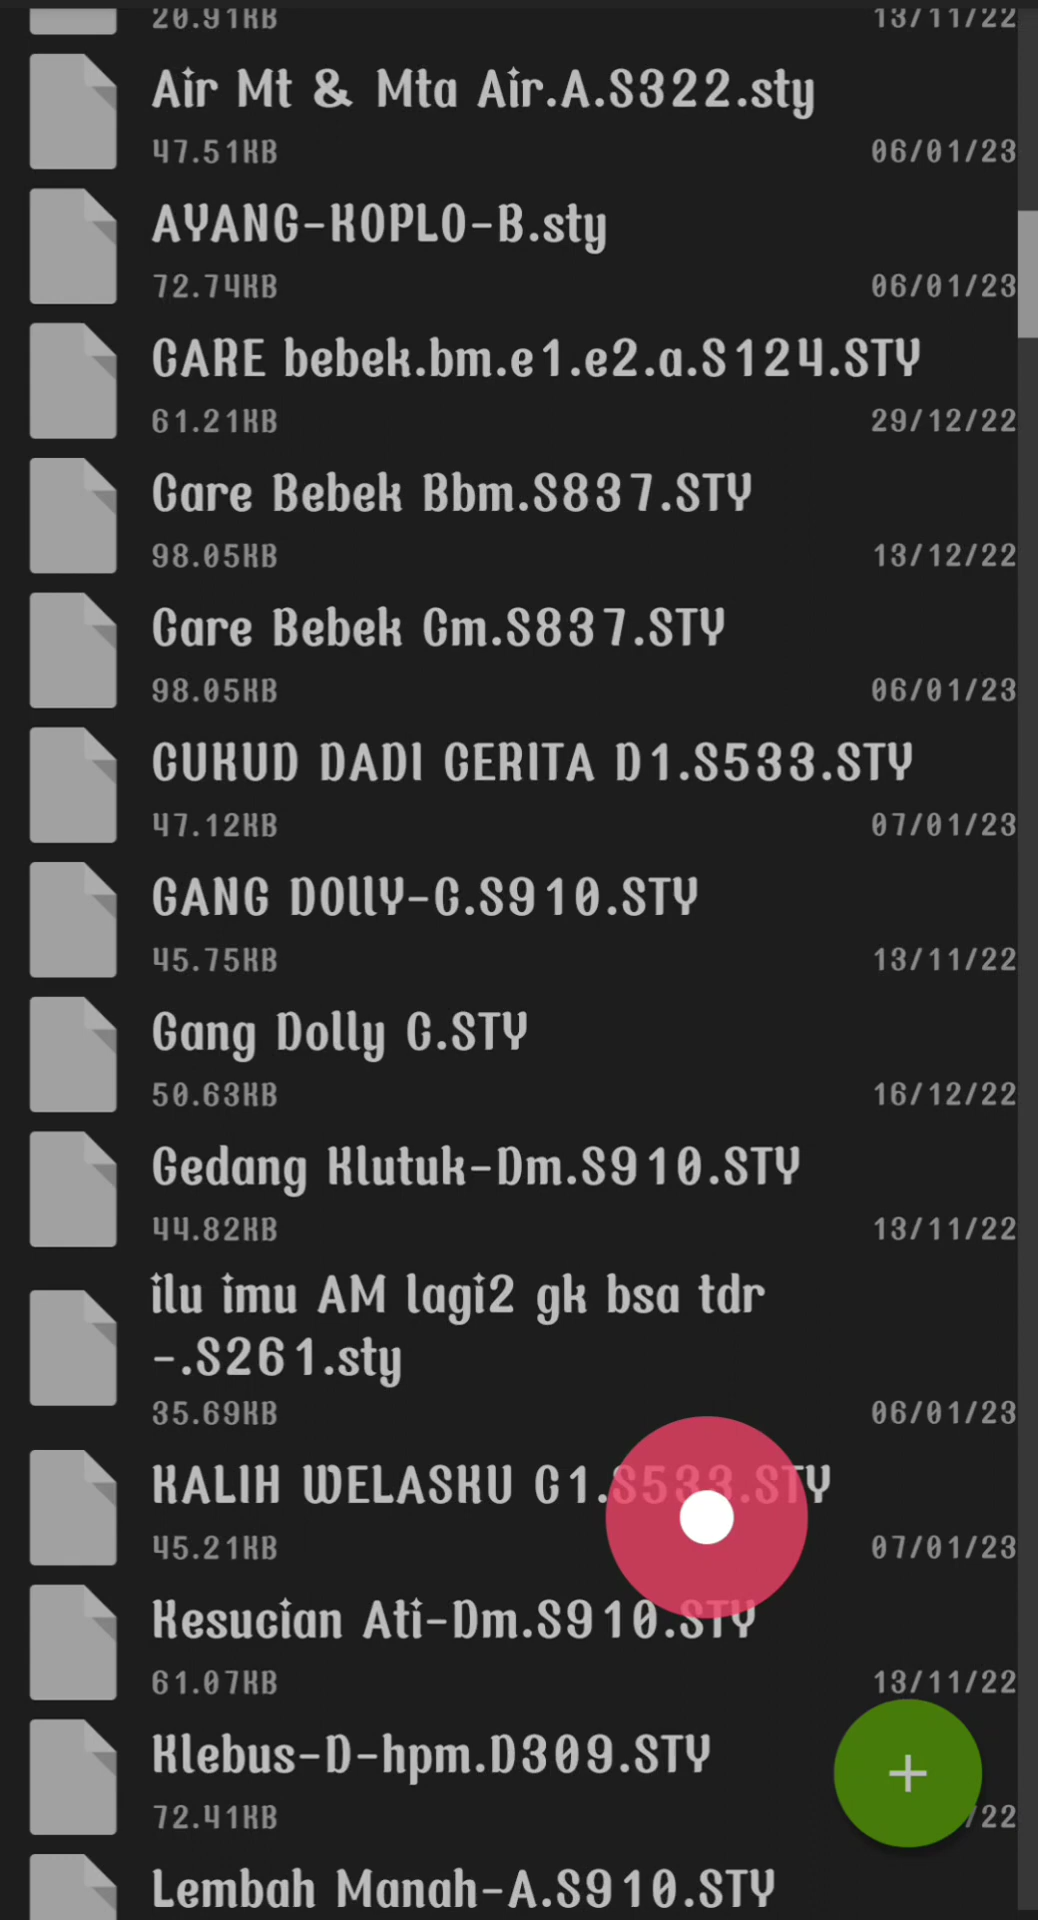 20.91KB 13/11/22
Air Mt & Mta Air.A.S322.sty
47.51KB 06/01/23
AYANG-KOPLO-B.sty
72.74KB 06/01/23
CARE bebek.bm.e1.e2.a.S124.STY
61.21KB 29/12/22
Care Bebek Bbm.S837.STY
98.05KB 13/12/22
Care Bebek Cm.S837.STY
98.05KB 06/01/23
CUKUD DADI CERITA D1.S533.STY
47.12KB 07/01/23
GANG DOllY-C.S910.STY
45.75KB 13/11/22
Gang Dolly C.STY
50.63KB 16/12/22
Gedang Klutuk-Dm.S910.STY
44.82KB 13/11/22
ilu imu AM lagi2 gk bsa tdr
-.S261.sty
35.69KB 06/01/23
KALIH WELASKU C1.S533.STY
45.21KB 07/01/23
Kesucian Ati-Dm.S910.STY
61.07KB 13/11/22
Klebus-D-hpm.D309.STY
72.41KB /22
Lembah Manah-A.S910.STY